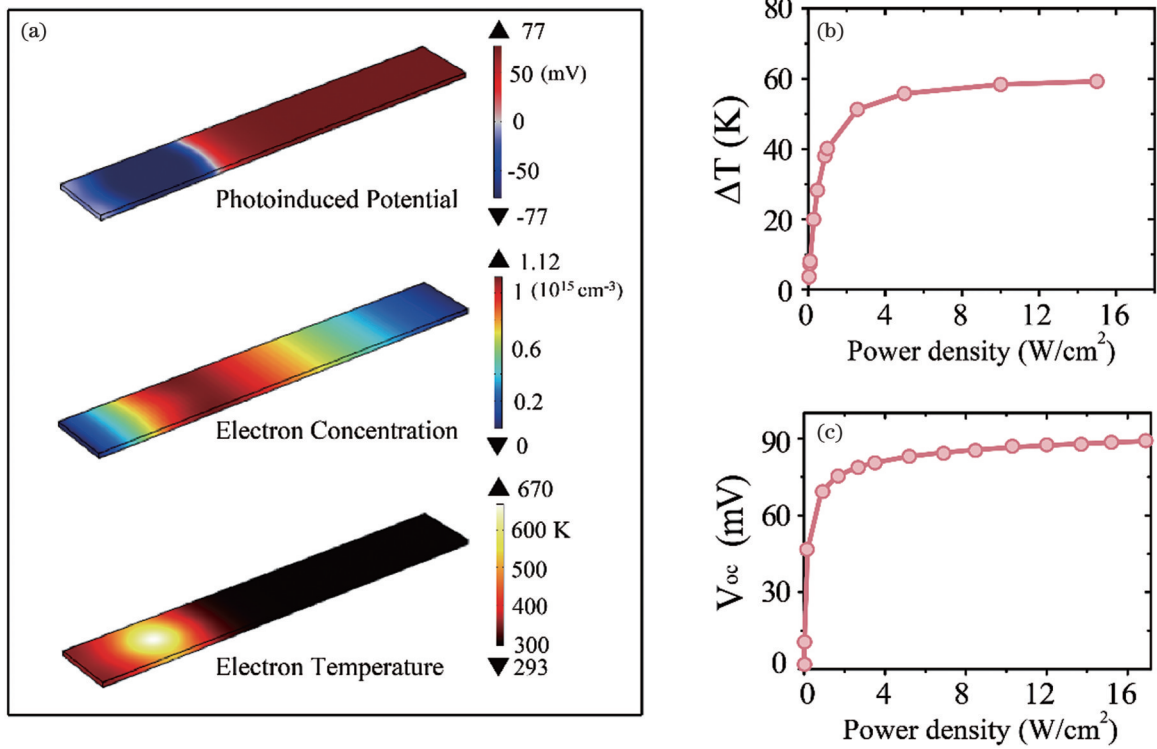 (a)
▲ 77
50 (mV)
0
-50
▼ -77
Photoinduced Potential
▲ 1.12
1 (10¹⁵ cm⁻³)
0.6
0.2
▼ 0
Electron Concentration
▲ 670
600 K
500
400
300
▼ 293
Electron Temperature
(b)
80
60
40
20
0
ΔT (K)
0 4 8 12 16
Power density (W/cm²)
(c)
90
60
30
0
Voc (mV)
0 4 8 12 16
Power density (W/cm²)